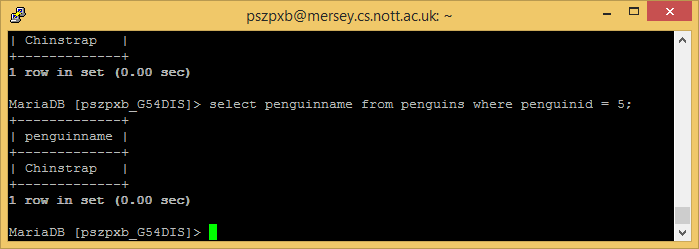 pszpxb@mersey.cs.nott.ac.uk: ~
| Chinstrap   |
+-------------+
1 row in set (0.00 sec)
MariaDB [pszpxb_G54DIS]> select penguinname from penguins where penguinid = 5;
+-------------+
| penguinname |
+-------------+
| Chinstrap   |
+-------------+
1 row in set (0.00 sec)
MariaDB [pszpxb_G54DIS]>